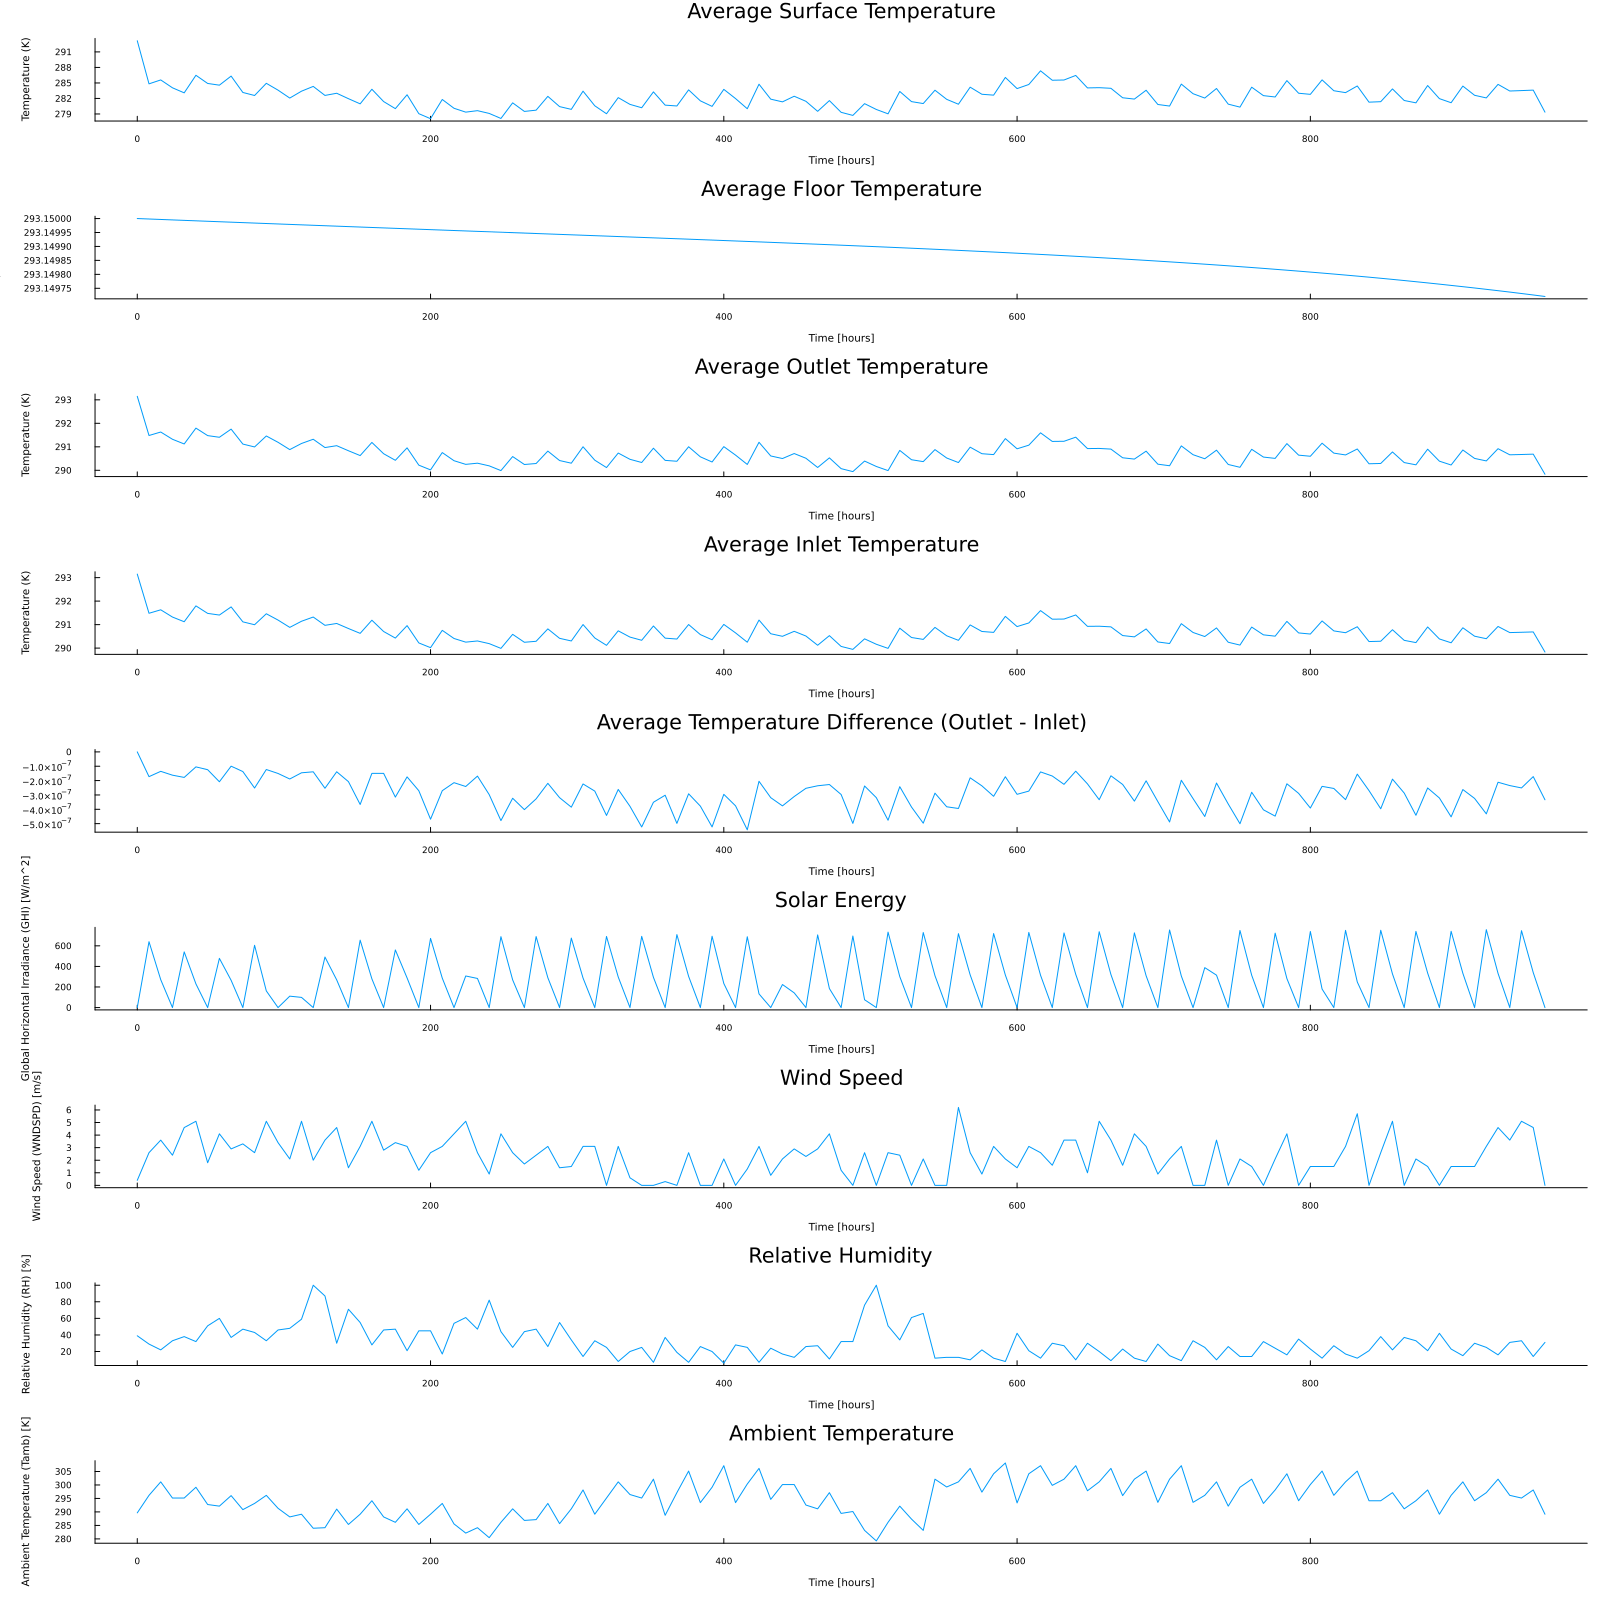 Average Surface Temperature
Temperature (K)
291
288
285
282
279
0 200 400 600 800
Time [hours]
Average Floor Temperature
293.15000
293.14995
293.14990
293.14985
293.14980
293.14975
0 200 400 600 800
Time [hours]
Average Outlet Temperature
Temperature (K)
293
292
291
290
0 200 400 600 800
Time [hours]
Average Inlet Temperature
Temperature (K)
293
292
291
290
0 200 400 600 800
Time [hours]
Average Temperature Difference (Outlet - Inlet)
0
−1.0×10⁻⁷
−2.0×10⁻⁷
−3.0×10⁻⁷
−4.0×10⁻⁷
−5.0×10⁻⁷
0 200 400 600 800
Time [hours]
Solar Energy
Global Horizontal Irradiance (GHI) [W/m^2]
600
400
200
0
0 200 400 600 800
Time [hours]
Wind Speed
Wind Speed (WNDSPD) [m/s]
6
5
4
3
2
1
0
0 200 400 600 800
Time [hours]
Relative Humidity
Relative Humidity (RH) [%]
100
80
60
40
20
0 200 400 600 800
Time [hours]
Ambient Temperature
Ambient Temperature (Tamb) [K]
305
300
295
290
285
280
0 200 400 600 800
Time [hours]